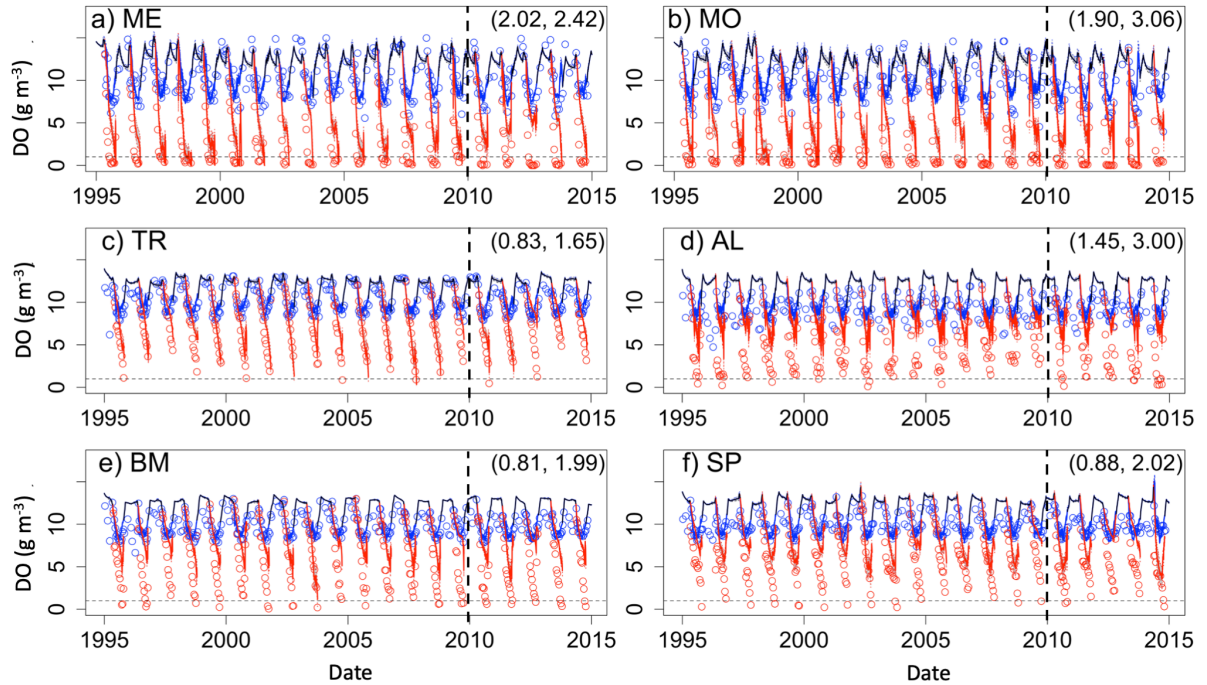 a) ME (2.02, 2.42)
DO (g m⁻³)
0 5 10
1995 2000 2005 2010 2015
b) MO (1.90, 3.06)
0 5 10
1995 2000 2005 2010 2015
c) TR (0.83, 1.65)
DO (g m⁻³)
0 5 10
1995 2000 2005 2010 2015
d) AL (1.45, 3.00)
0 5 10
1995 2000 2005 2010 2015
e) BM (0.81, 1.99)
DO (g m⁻³)
0 5 10
1995 2000 2005 2010 2015
Date
f) SP (0.88, 2.02)
0 5 10
1995 2000 2005 2010 2015
Date